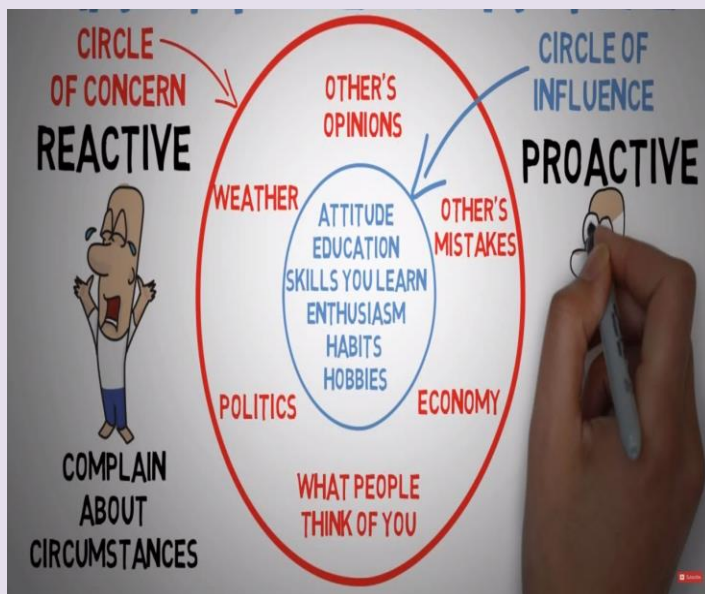 CIRCLE
OF CONCERN
REACTIVE
COMPLAIN
ABOUT
CIRCUMSTANCES
OTHER'S
OPINIONS
WEATHER
OTHER'S
MISTAKES
ATTITUDE
EDUCATION
SKILLS YOU LEARN
ENTHUSIASM
HABITS
HOBBIES
POLITICS
ECONOMY
WHAT PEOPLE
THINK OF YOU
CIRCLE OF
INFLUENCE
PROACTIVE
Subscribe